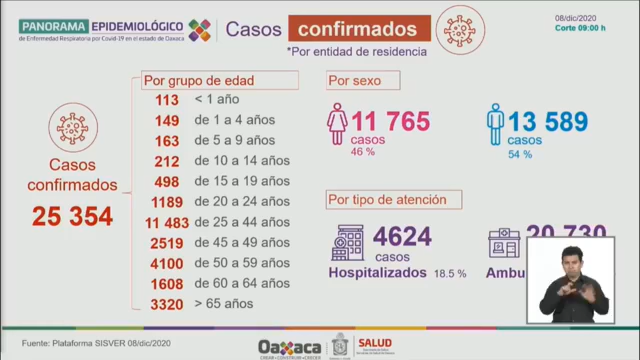 PANORAMA EPIDEMIOLÓGICO
de Enfermedad Respiratoria por Covid-19 en el estado de Oaxaca
Casos confirmados
*Por entidad de residencia
08/dic/2020
Corte 09:00 h
Casos
confirmados
25 354
Por grupo de edad
113 < 1 año
149 de 1 a 4 años
163 de 5 a 9 años
212 de 10 a 14 años
498 de 15 a 19 años
1189 de 20 a 24 años
11 483 de 25 a 44 años
2519 de 45 a 49 años
4100 de 50 a 59 años
1608 de 60 a 64 años
3320 > 65 años
Por sexo
11 765
casos
46 %
13 589
casos
54 %
Por tipo de atención
4624
casos
Hospitalizados 18.5 %
20 730
Ambu
Fuente: Plataforma SISVER 08/dic/2020
Oaxaca
CREAR • CONSTRUIR • CRECER
SALUD